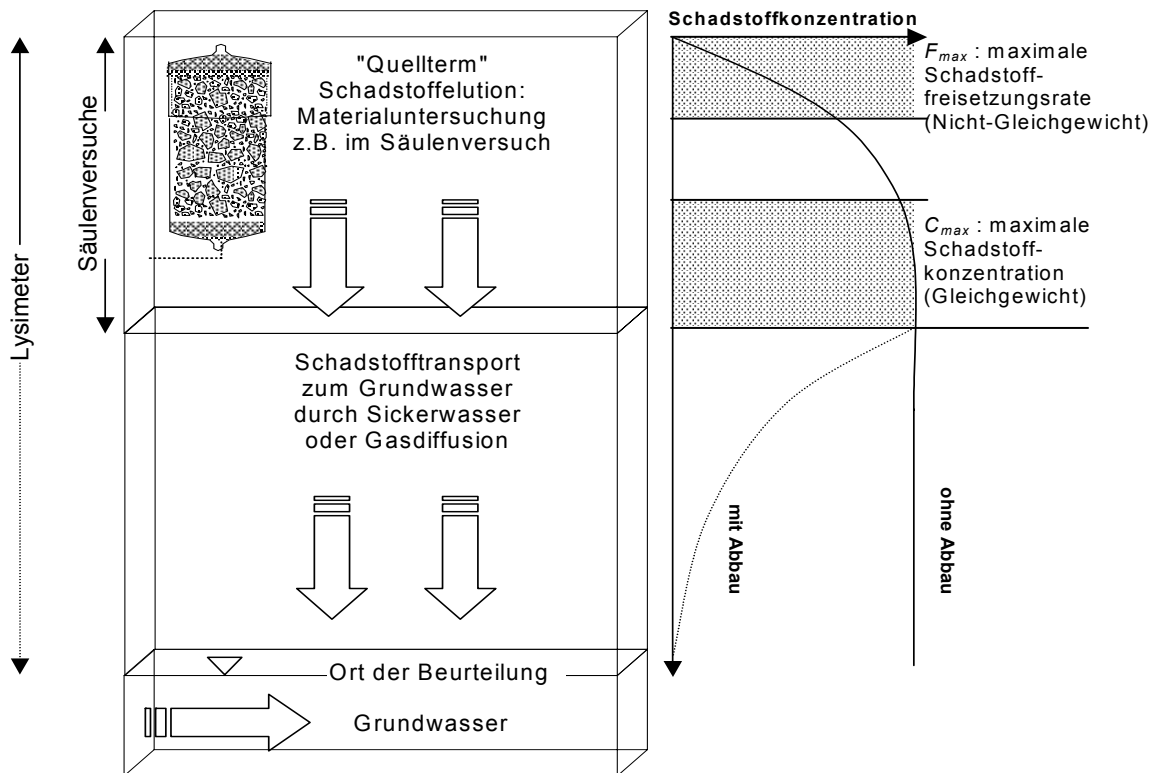 Schadstoffkonzentration
Lysimeter
Säulenversuche
"Quellterm"
Schadstoffelution:
Materialuntersuchung
z.B. im Säulenversuch
F_max : maximale
Schadstoff-
freisetzungsrate
(Nicht-Gleichgewicht)
C_max : maximale
Schadstoff-
konzentration
(Gleichgewicht)
Schadstofftransport
zum Grundwasser
durch Sickerwasser
oder Gasdiffusion
mit Abbau
ohne Abbau
Ort der Beurteilung
Grundwasser